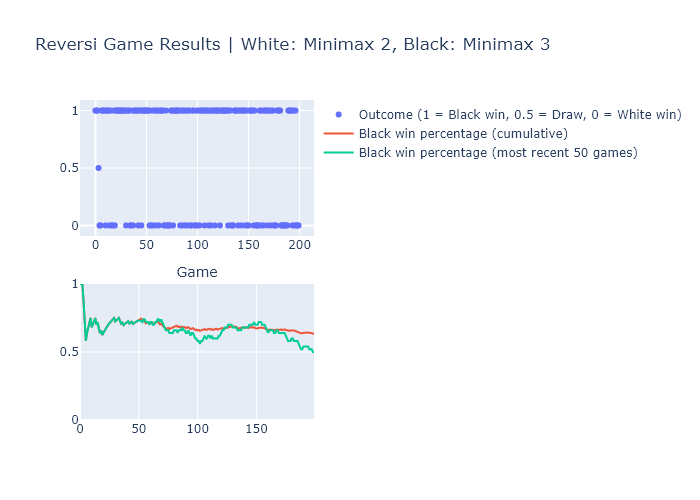 Reversi Game Results | White: Minimax 2, Black: Minimax 3
1
0.5
0
0 50 100 150 200
Outcome (1 = Black win, 0.5 = Draw, 0 = White win)
Black win percentage (cumulative)
Black win percentage (most recent 50 games)
Game
1
0.5
0
0 50 100 150